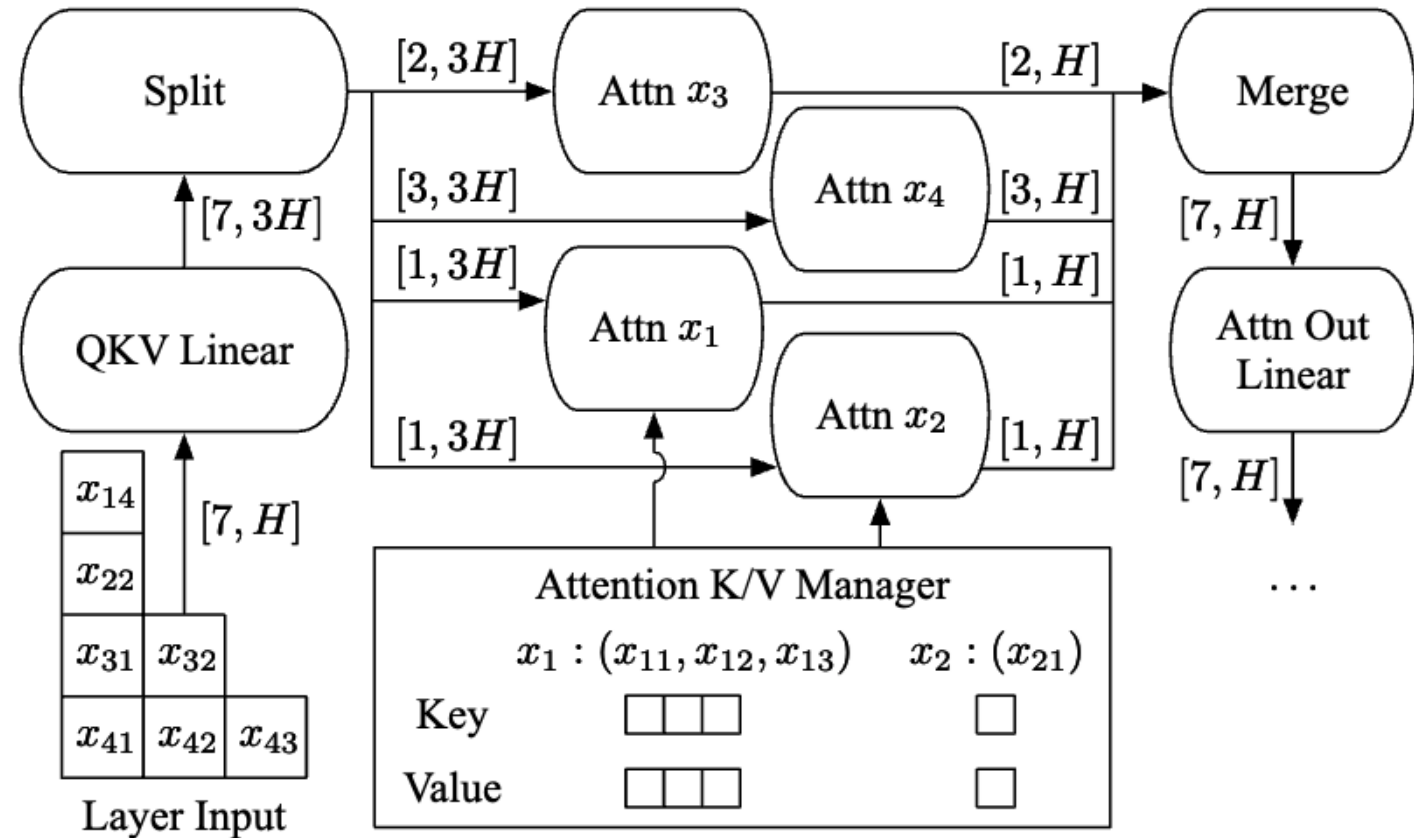 Split
[2, 3H]
Attn x₃
[2, H]
Merge
Attn x₄
[3, 3H]
[3, H]
[7, 3H]
[7, H]
[1, 3H]
[1, H]
QKV Linear
Attn x₁
Attn Out
Linear
Attn x₂
[1, 3H]
[1, H]
[7, H]
x₁₄
[7, H]
x₂₂
x₃₁ x₃₂
x₄₁ x₄₂ x₄₃
Layer Input
Attention K/V Manager
x₁ : (x₁₁, x₁₂, x₁₃) x₂ : (x₂₁)
Key
Value
...